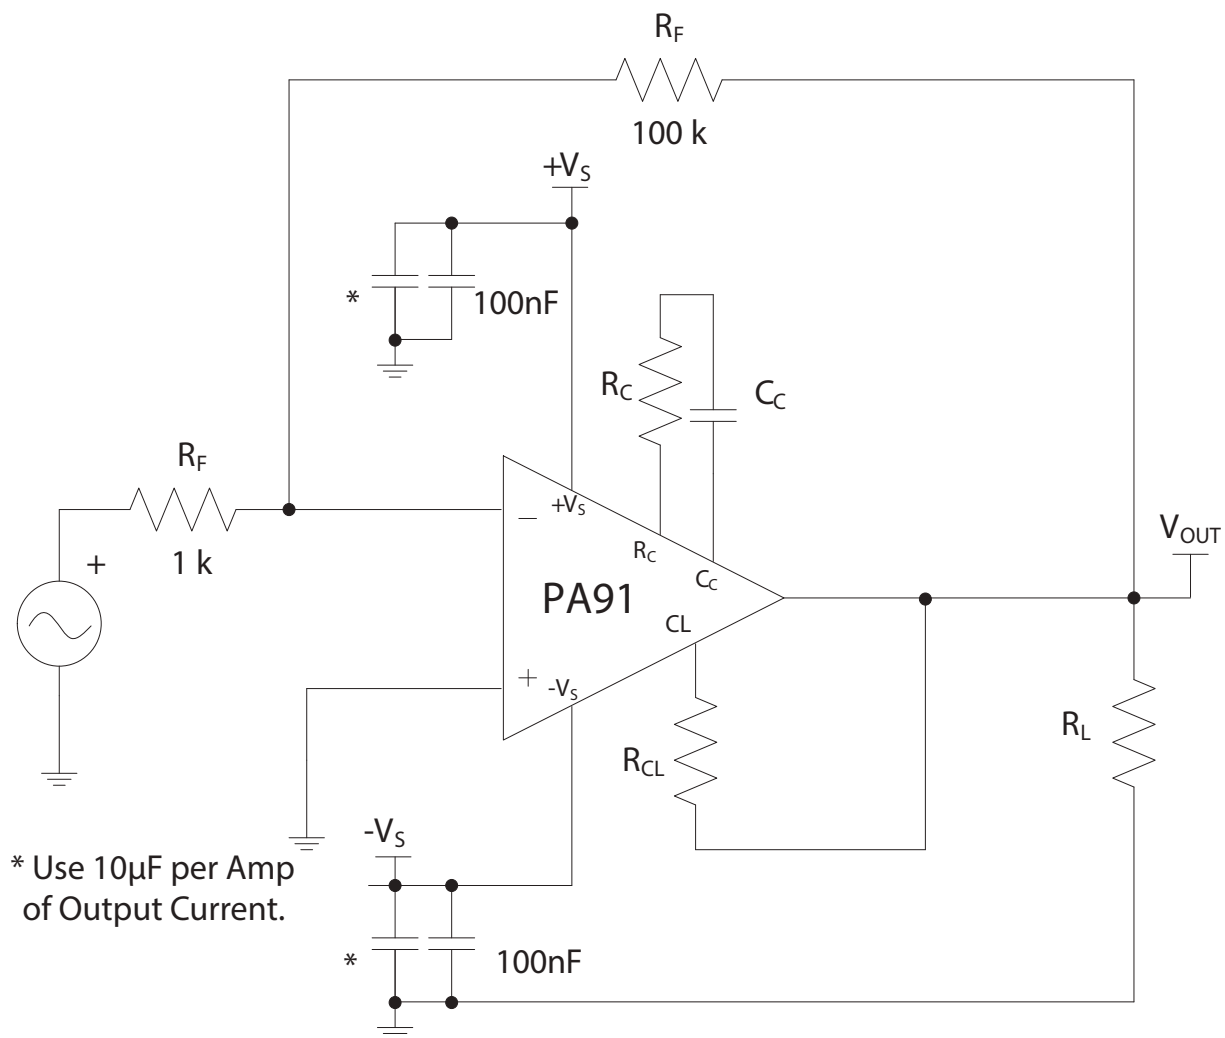 R_F
100 k
+V_S
*
100nF
R_C
C_C
R_F
1 k
+
−
+V_S
R_C
C_C
PA91
CL
+
-V_S
V_OUT
R_CL
R_L
-V_S
* Use 10µF per Amp
of Output Current.
*
100nF